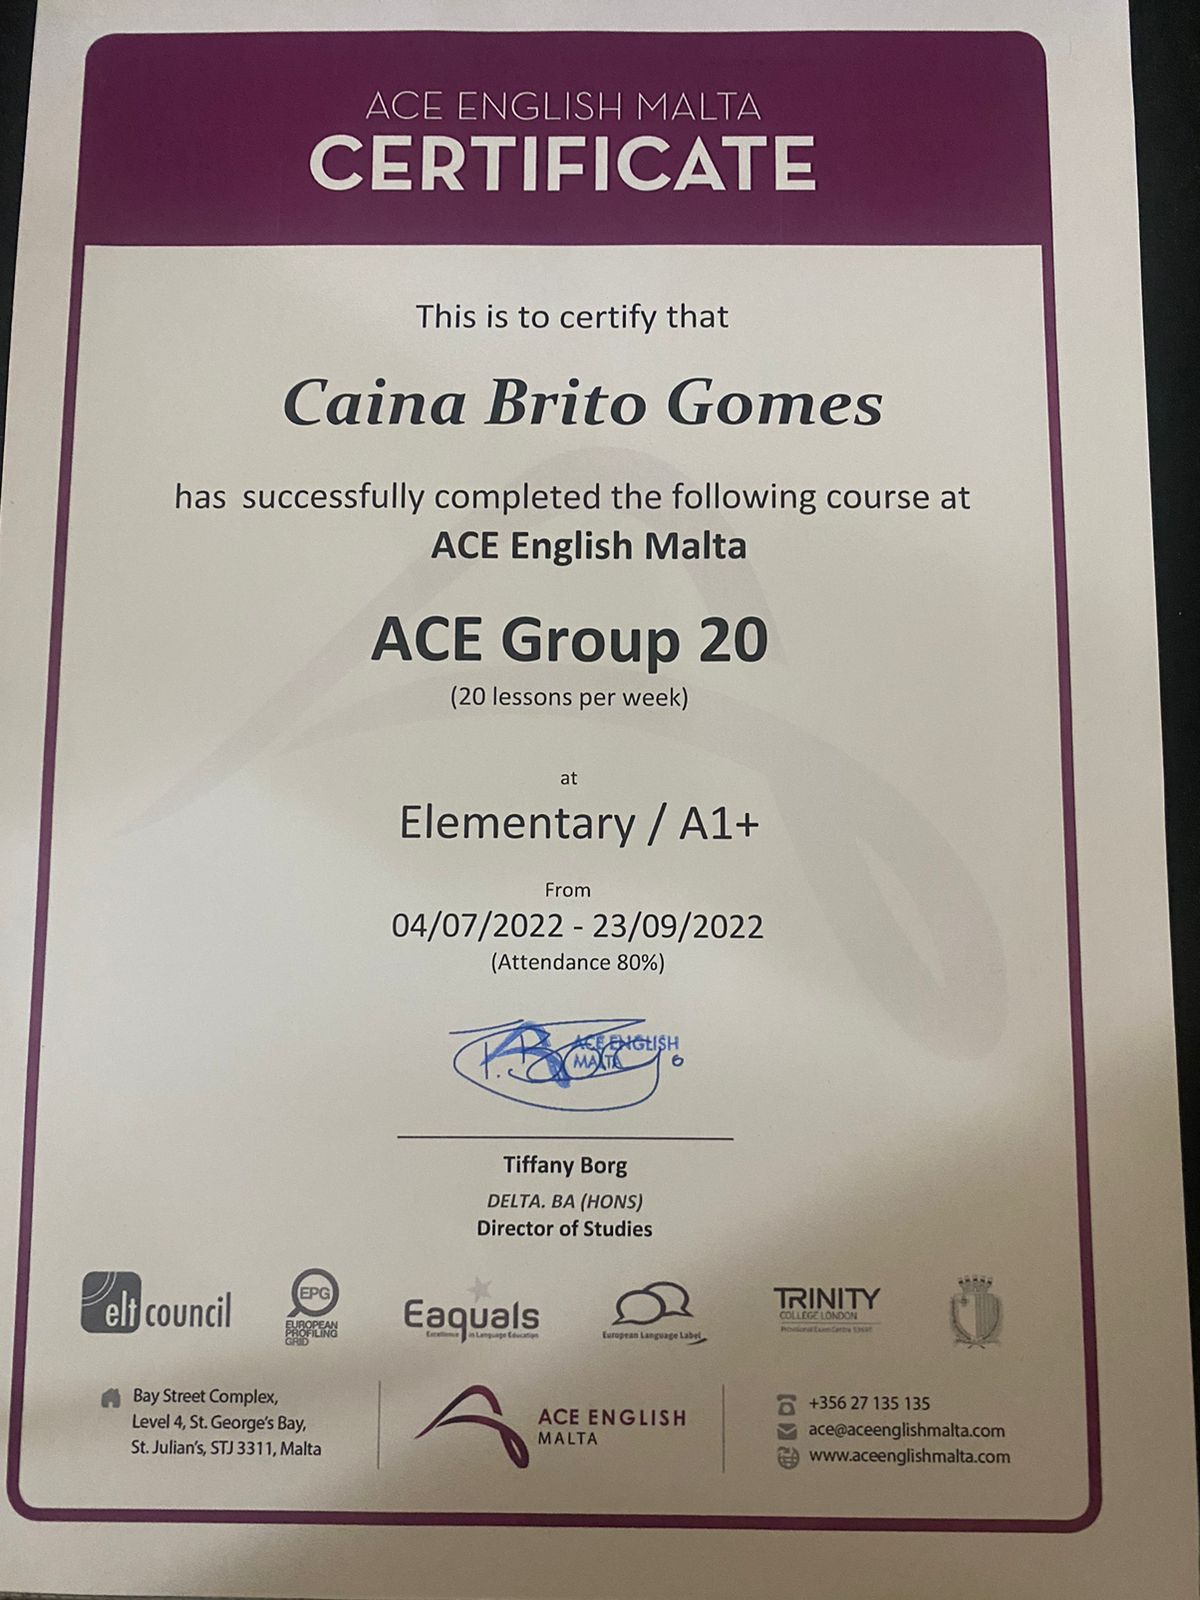 ACE ENGLISH MALTA
CERTIFICATE
This is to certify that
Caina Brito Gomes
has successfully completed the following course at
ACE English Malta
ACE Group 20
(20 lessons per week)
at
Elementary / A1+
From
04/07/2022 - 23/09/2022
(Attendance 80%)
ACE ENGLISH
MALTA
Tiffany Borg
DELTA. BA (HONS)
Director of Studies
elt council
EPG
EUROPEAN
PROFILING
GRID
Eaquals
Excellence in Language Education
European Language Label
TRINITY
COLLEGE LONDON
Provisional Exam Centre
Bay Street Complex,
Level 4, St. George's Bay,
St. Julian's, STJ 3311, Malta
ACE ENGLISH
MALTA
+356 27 135 135
ace@aceenglishmalta.com
www.aceenglishmalta.com